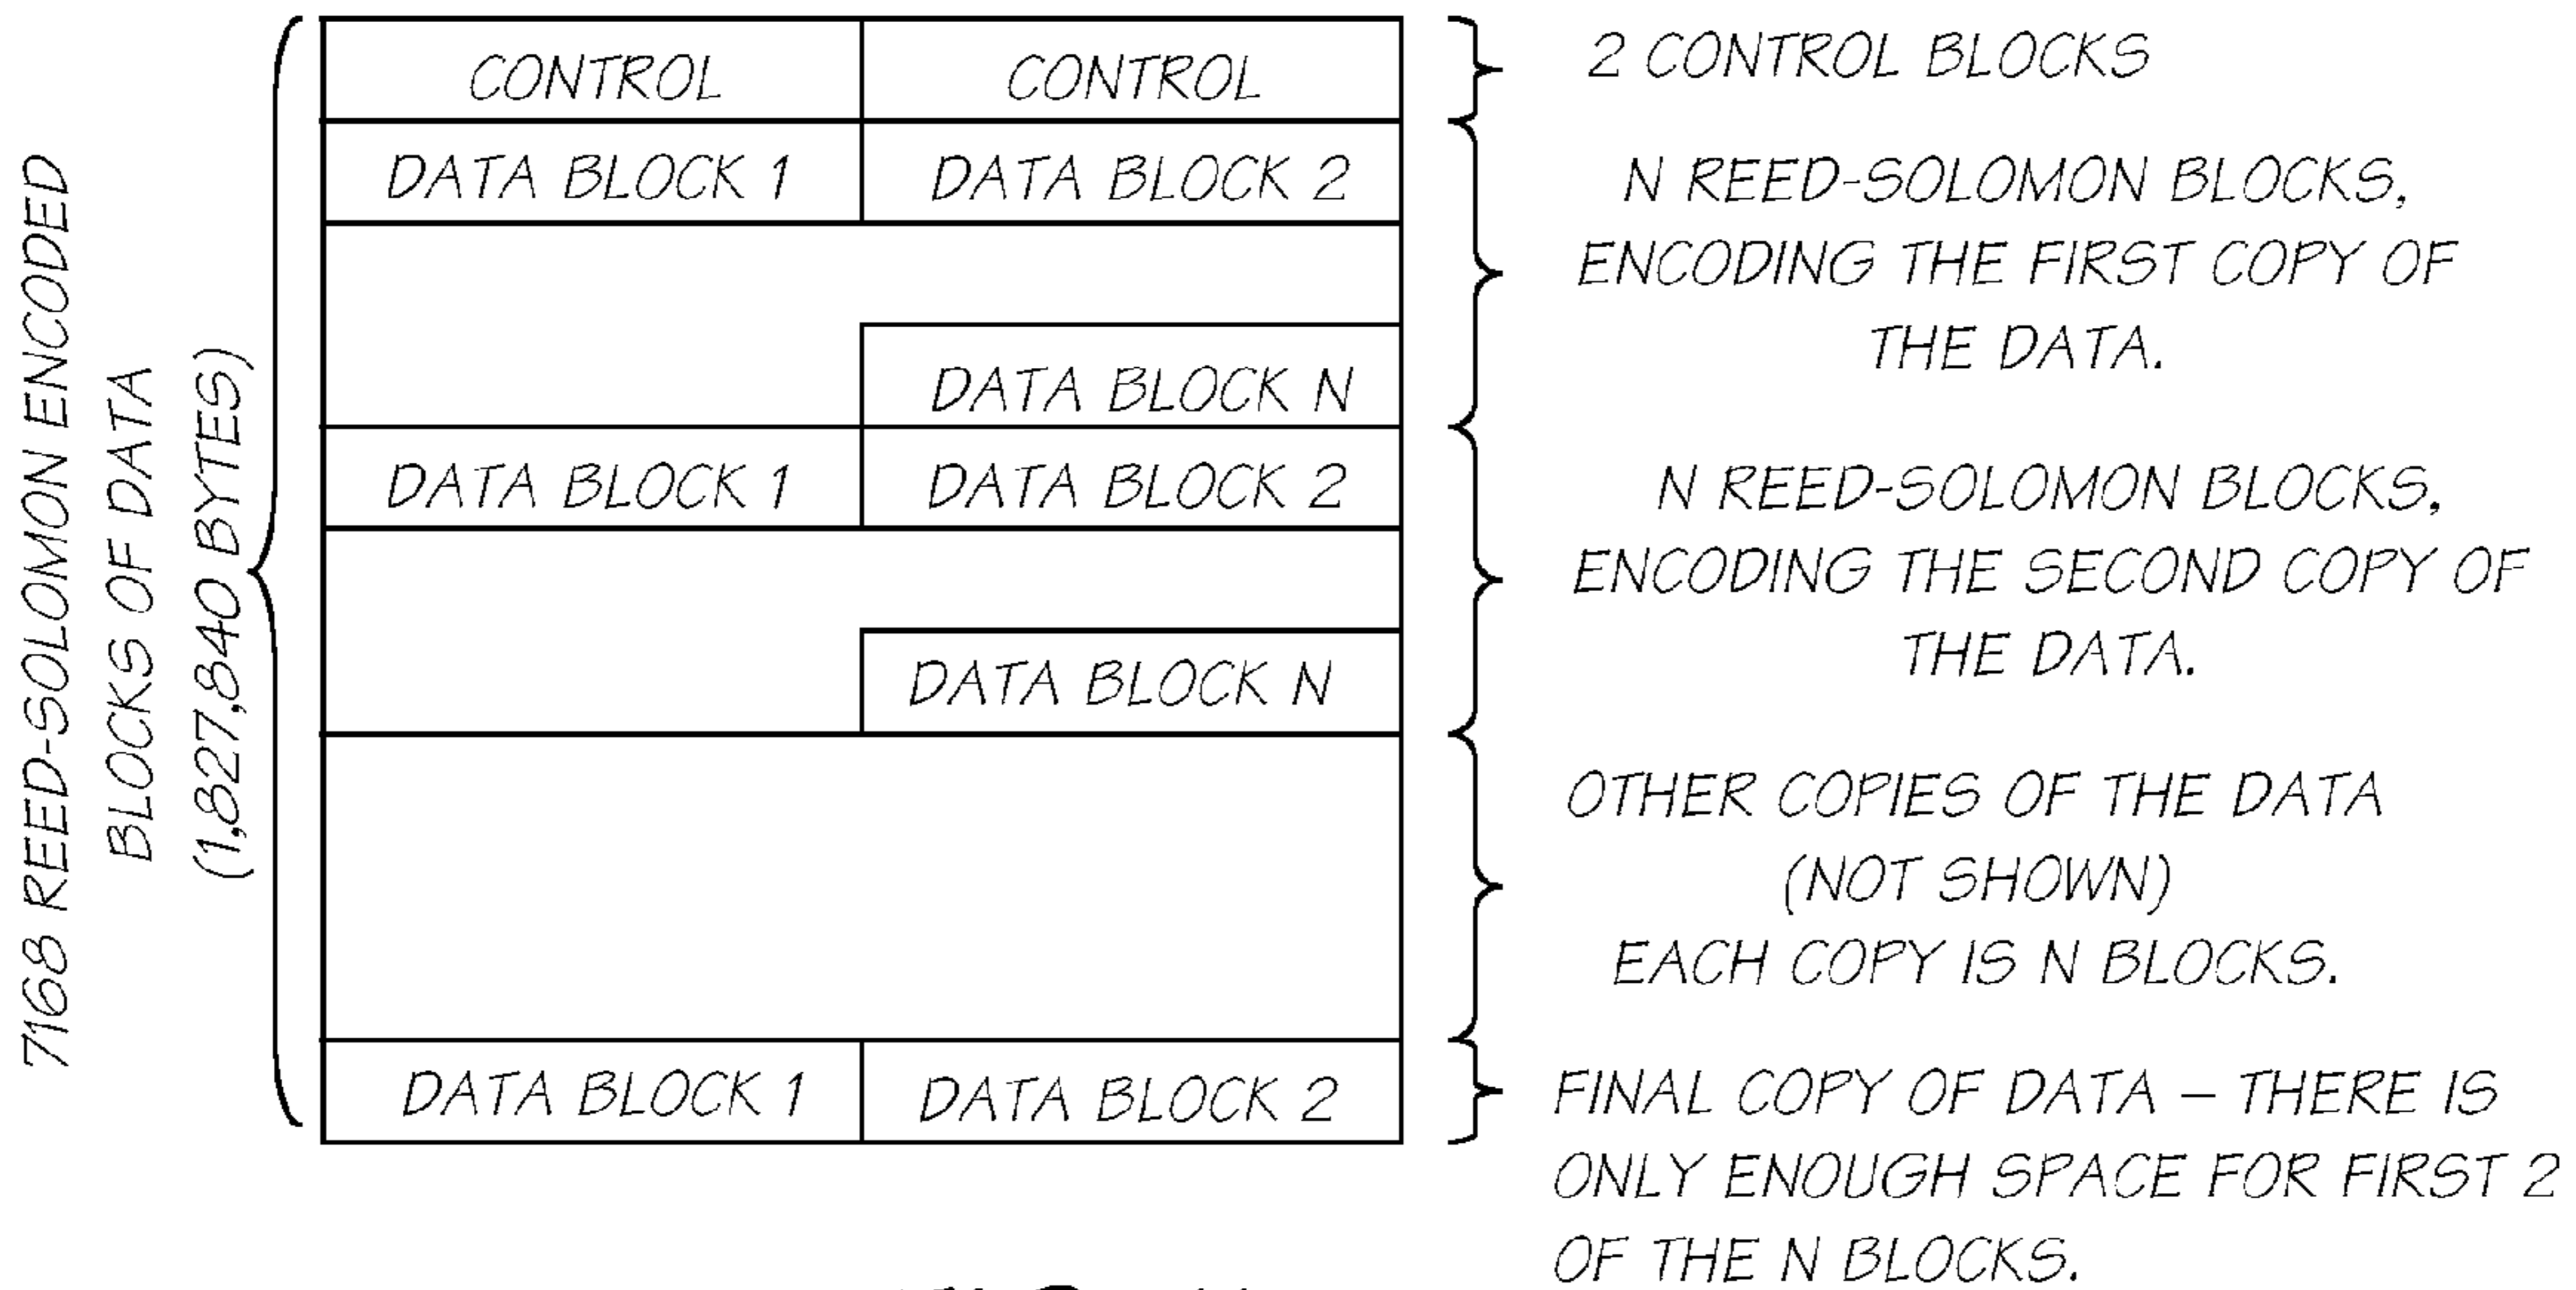 7168 REED-SOLOMON ENCODED
BLOCKS OF DATA
(1,827,840 BYTES)
CONTROL
CONTROL
2 CONTROL BLOCKS
DATA BLOCK 1
DATA BLOCK 2
DATA BLOCK N
N REED-SOLOMON BLOCKS,
ENCODING THE FIRST COPY OF
THE DATA.
DATA BLOCK 1
DATA BLOCK 2
DATA BLOCK N
N REED-SOLOMON BLOCKS,
ENCODING THE SECOND COPY OF
THE DATA.
OTHER COPIES OF THE DATA
(NOT SHOWN)
EACH COPY IS N BLOCKS.
DATA BLOCK 1
DATA BLOCK 2
FINAL COPY OF DATA – THERE IS
ONLY ENOUGH SPACE FOR FIRST 2
OF THE N BLOCKS.